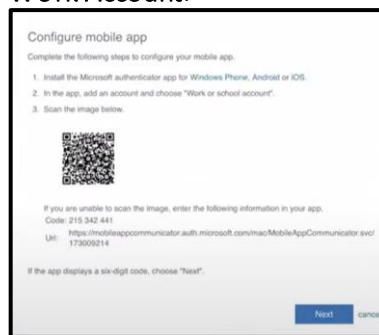 Work Account.
Configure mobile app
Complete the following steps to configure your mobile app.
1. Install the Microsoft authenticator app for Windows Phone, Android or iOS.
2. In the app, add an account and choose "Work or school account".
3. Scan the image below.
If you are unable to scan the image, enter the following information in your app.
Code: 215 342 441
Url: https://mobileappcommunicator.auth.microsoft.com/mac/MobileAppCommunicator.svc/
173009214
If the app displays a six-digit code, choose "Next".
Next cance